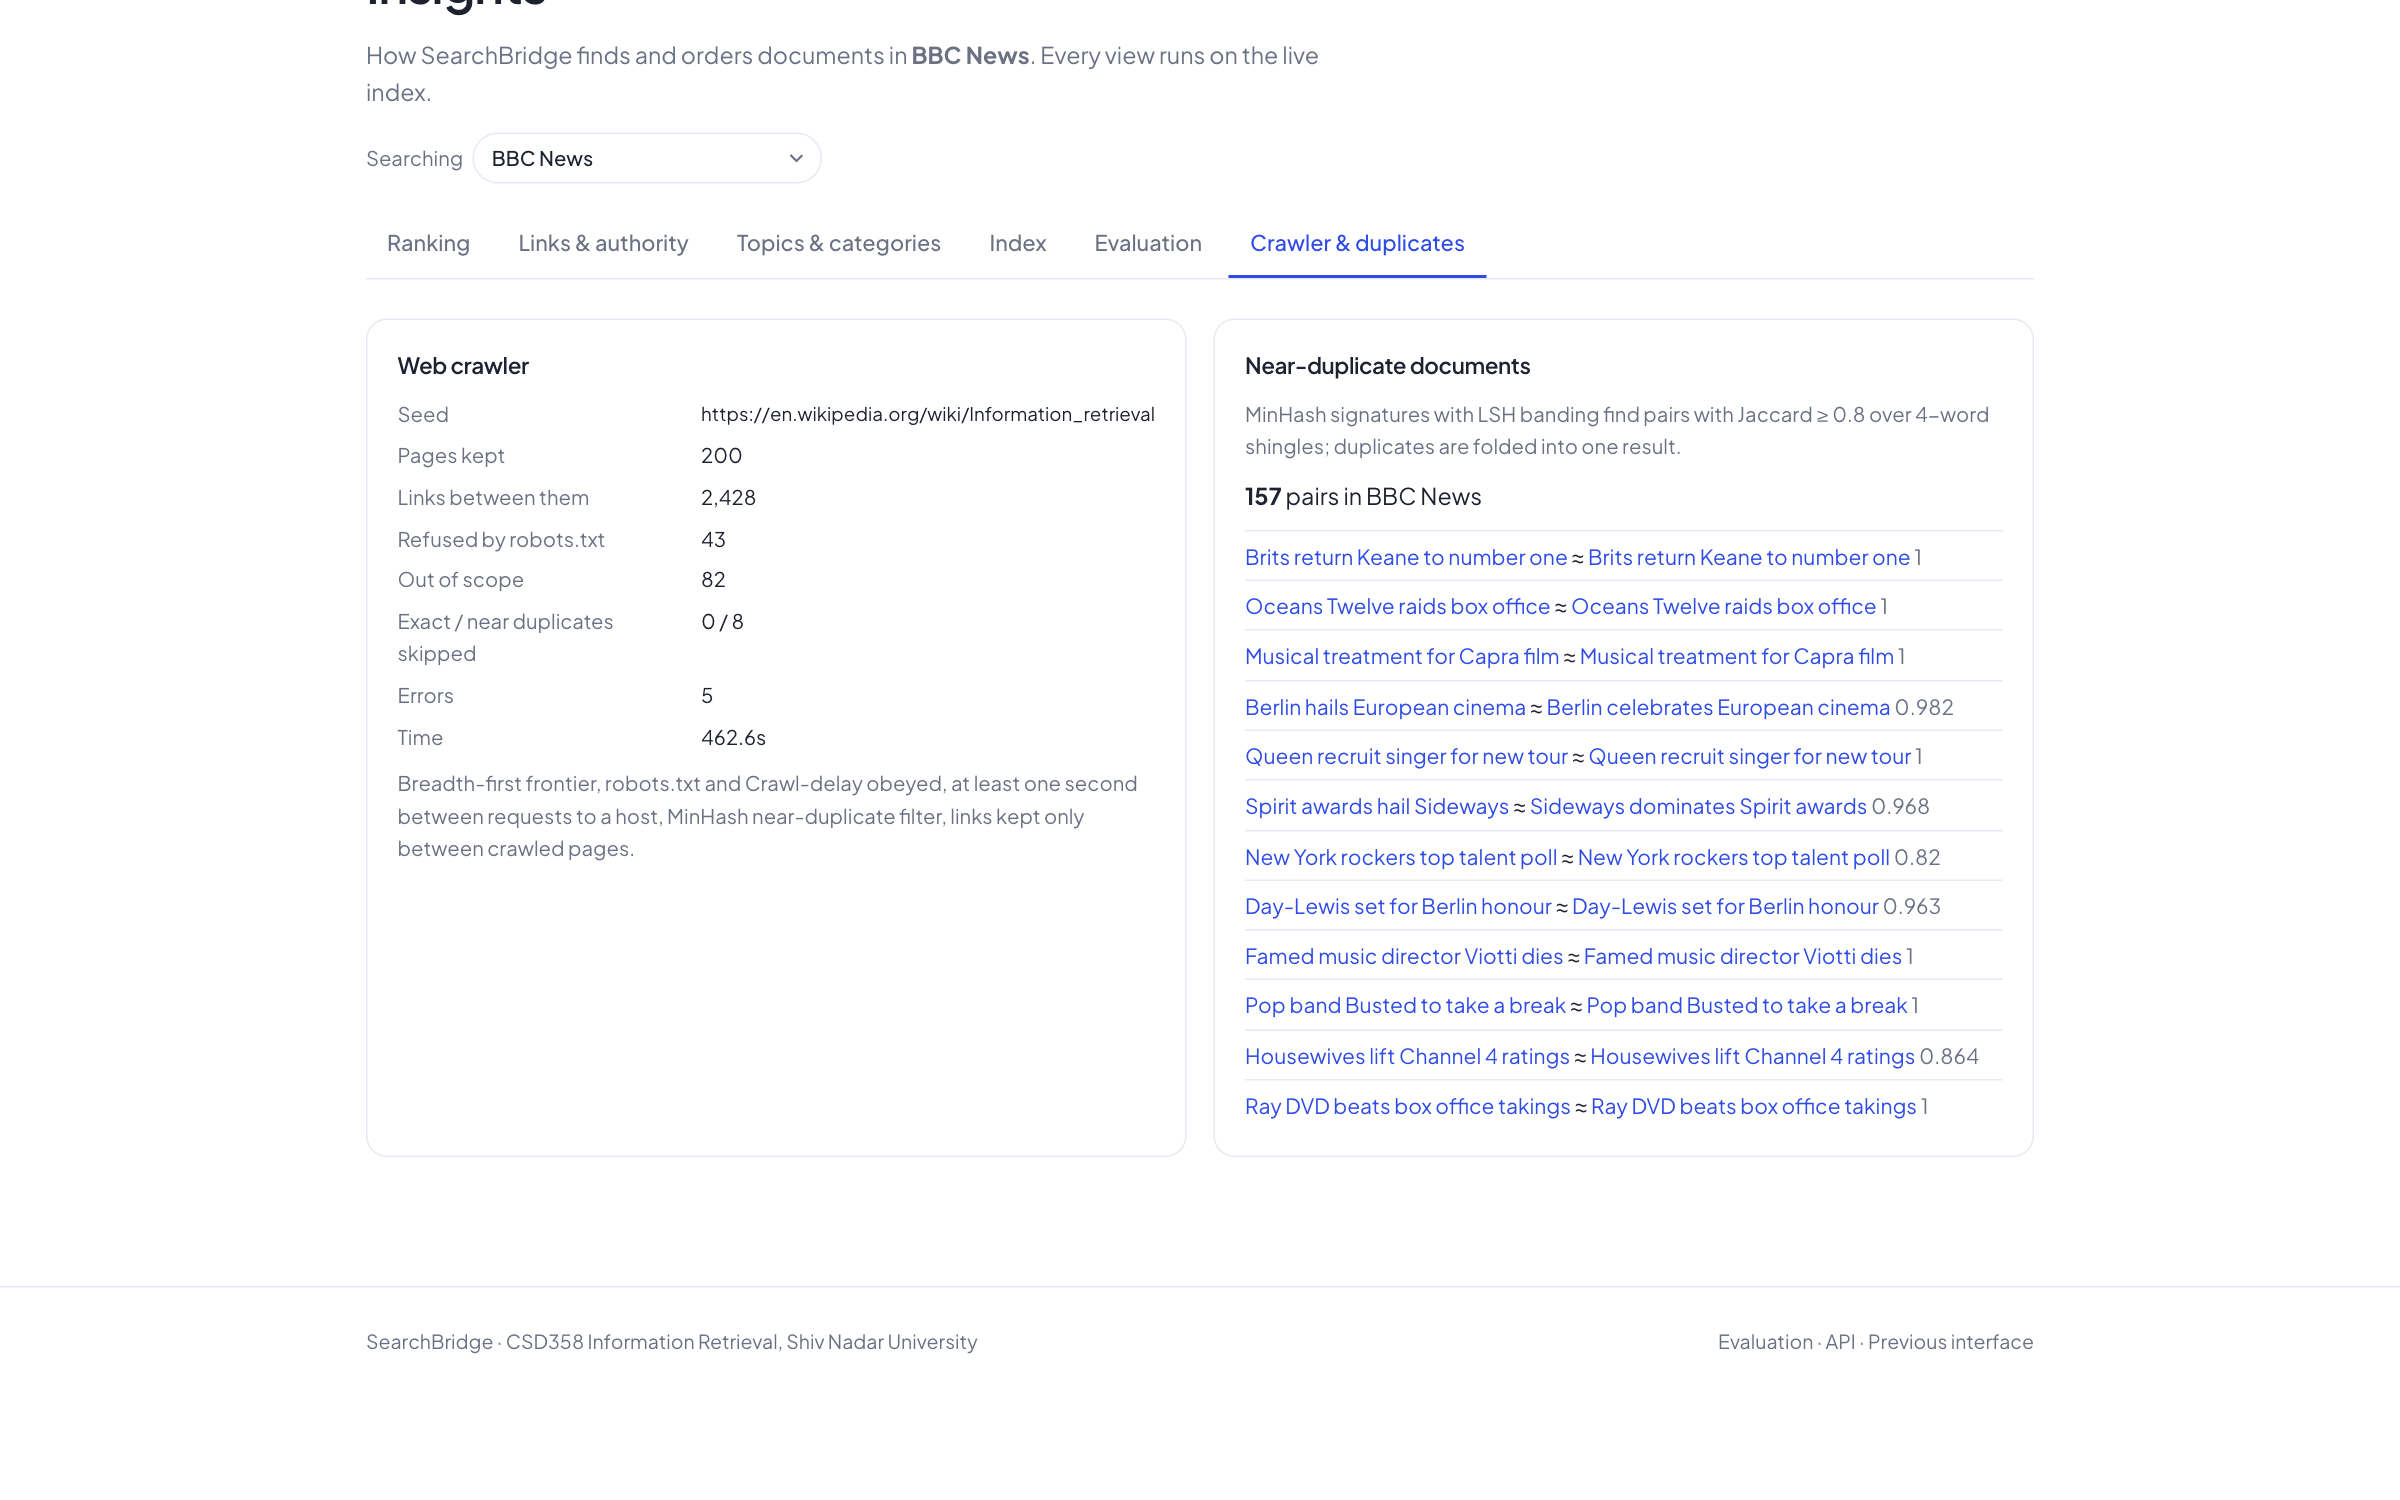 Insights
How SearchBridge finds and orders documents in BBC News. Every view runs on the live
index.
Searching BBC News
Ranking Links & authority Topics & categories Index Evaluation Crawler & duplicates
Web crawler
Seed https://en.wikipedia.org/wiki/Information_retrieval
Pages kept 200
Links between them 2,428
Refused by robots.txt 43
Out of scope 82
Exact / near duplicates 0 / 8
skipped
Errors 5
Time 462.6s
Breadth-first frontier, robots.txt and Crawl-delay obeyed, at least one second
between requests to a host, MinHash near-duplicate filter, links kept only
between crawled pages.
Near-duplicate documents
MinHash signatures with LSH banding find pairs with Jaccard ≥ 0.8 over 4-word
shingles; duplicates are folded into one result.
157 pairs in BBC News
Brits return Keane to number one ≈ Brits return Keane to number one 1
Oceans Twelve raids box office ≈ Oceans Twelve raids box office 1
Musical treatment for Capra film ≈ Musical treatment for Capra film 1
Berlin hails European cinema ≈ Berlin celebrates European cinema 0.982
Queen recruit singer for new tour ≈ Queen recruit singer for new tour 1
Spirit awards hail Sideways ≈ Sideways dominates Spirit awards 0.968
New York rockers top talent poll ≈ New York rockers top talent poll 0.82
Day-Lewis set for Berlin honour ≈ Day-Lewis set for Berlin honour 0.963
Famed music director Viotti dies ≈ Famed music director Viotti dies 1
Pop band Busted to take a break ≈ Pop band Busted to take a break 1
Housewives lift Channel 4 ratings ≈ Housewives lift Channel 4 ratings 0.864
Ray DVD beats box office takings ≈ Ray DVD beats box office takings 1
SearchBridge · CSD358 Information Retrieval, Shiv Nadar University
Evaluation · API · Previous interface